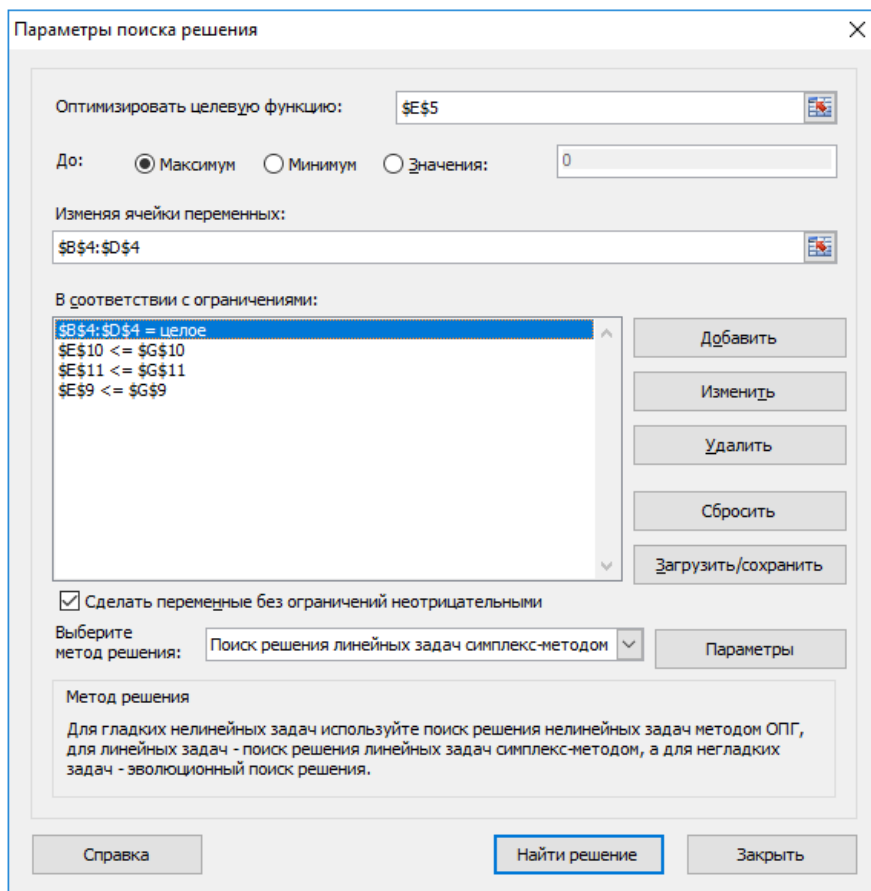 Параметры поиска решения
Оптимизировать целевую функцию: $E$5
До: Максимум Минимум Значения: 0
Изменяя ячейки переменных:
$B$4:$D$4
В соответствии с ограничениями:
$B$4:$D$4 = целое
$E$10 <= $G$10
$E$11 <= $G$11
$E$9 <= $G$9
Добавить
Изменить
Удалить
Сбросить
Загрузить/сохранить
Сделать переменные без ограничений неотрицательными
Выберите
метод решения:
Поиск решения линейных задач симплекс-методом
Параметры
Метод решения
Для гладких нелинейных задач используйте поиск решения нелинейных задач методом ОПГ,
для линейных задач - поиск решения линейных задач симплекс-методом, а для негладких
задач - эволюционный поиск решения.
Справка
Найти решение
Закрыть